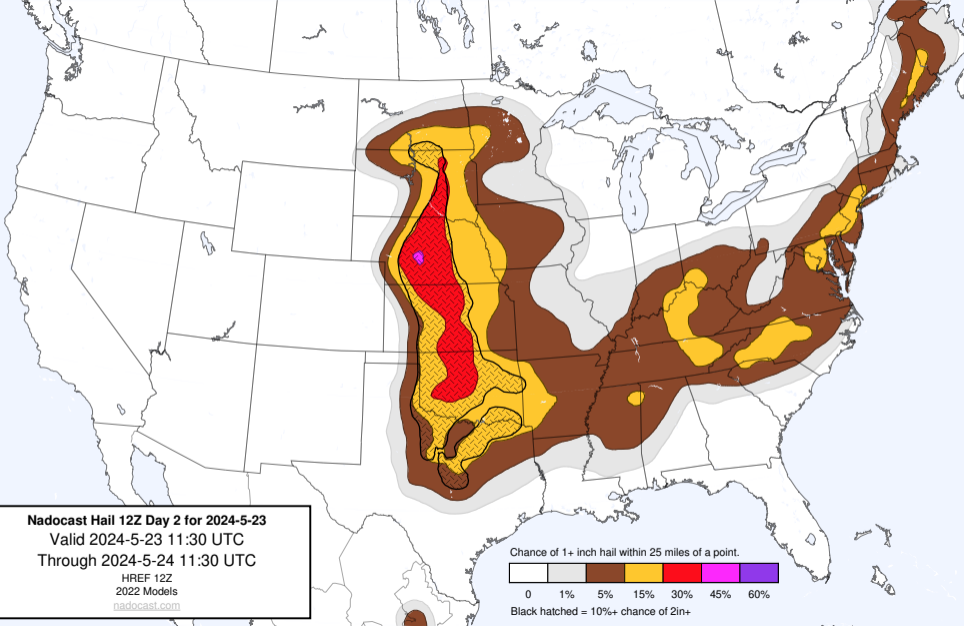 Nadocast Hail 12Z Day 2 for 2024-5-23
Valid 2024-5-23 11:30 UTC
Through 2024-5-24 11:30 UTC
HREF 12Z
2022 Models
nadocast.com
Chance of 1+ inch hail within 25 miles of a point.
0 1% 5% 15% 30% 45% 60%
Black hatched = 10%+ chance of 2in+